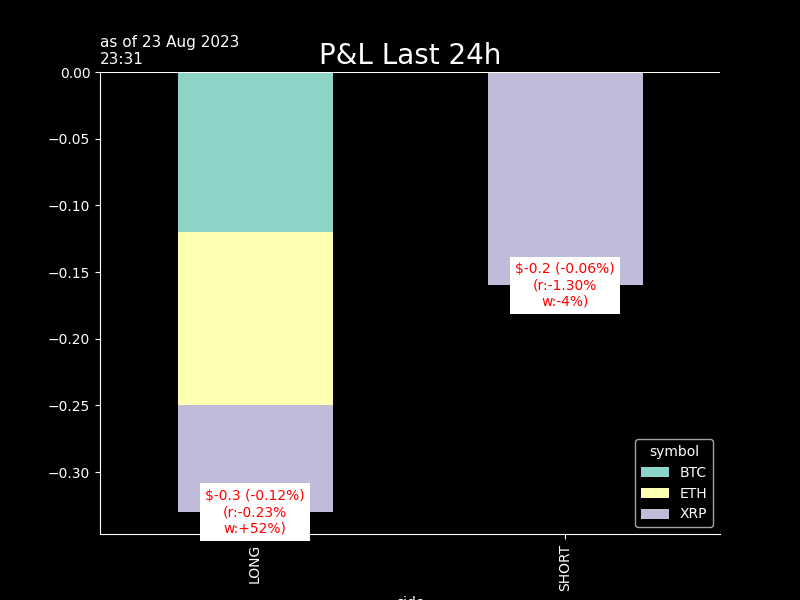 as of 23 Aug 2023
23:31
P&L Last 24h
0.00
−0.05
−0.10
−0.15
−0.20
−0.25
−0.30
$-0.2 (-0.06%)
(r:-1.30%
w:-4%)
$-0.3 (-0.12%)
(r:-0.23%
w:+52%)
symbol
BTC
ETH
XRP
LONG
SHORT
side